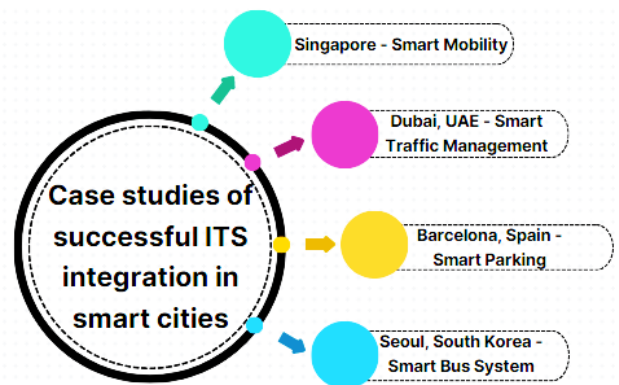 Singapore - Smart Mobility
Dubai, UAE - Smart
Traffic Management
Case studies of
successful ITS
integration in
smart cities
Barcelona, Spain -
Smart Parking
Seoul, South Korea -
Smart Bus System